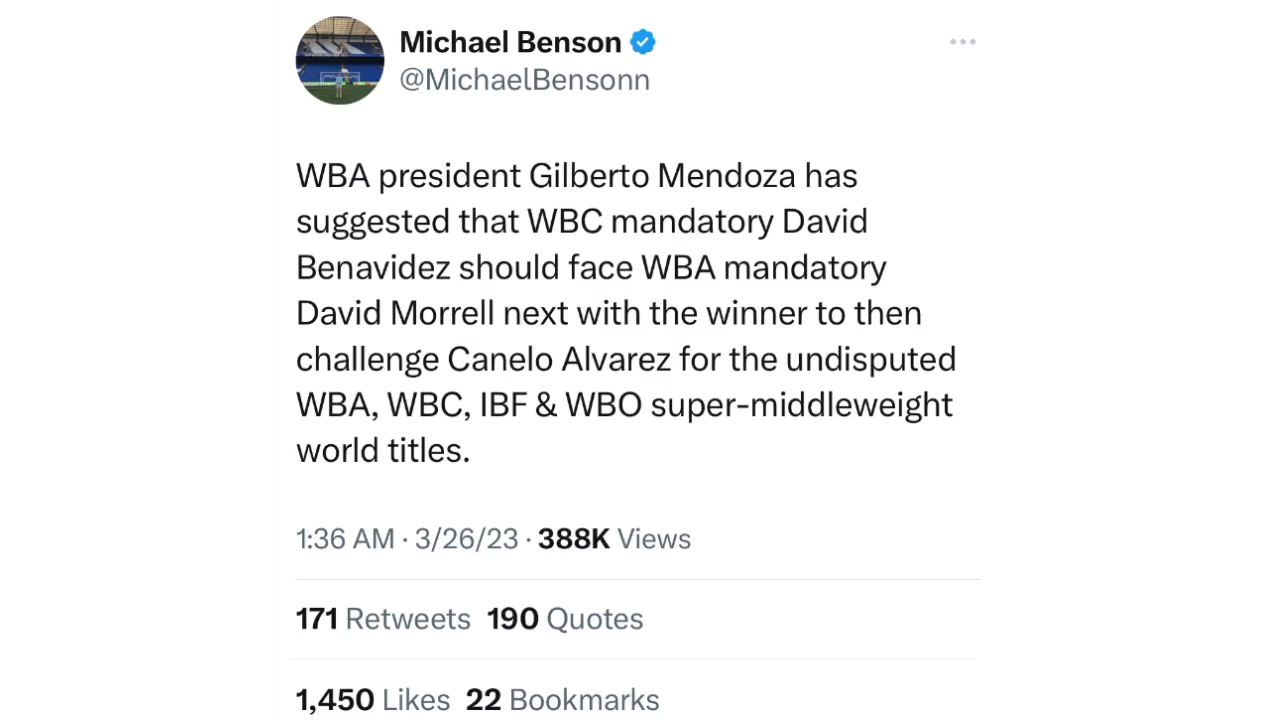 Michael Benson
@MichaelBensonn
WBA president Gilberto Mendoza has
suggested that WBC mandatory David
Benavidez should face WBA mandatory
David Morrell next with the winner to then
challenge Canelo Alvarez for the undisputed
WBA, WBC, IBF & WBO super-middleweight
world titles.
1:36 AM · 3/26/23 · 388K Views
171 Retweets 190 Quotes
1,450 Likes 22 Bookmarks